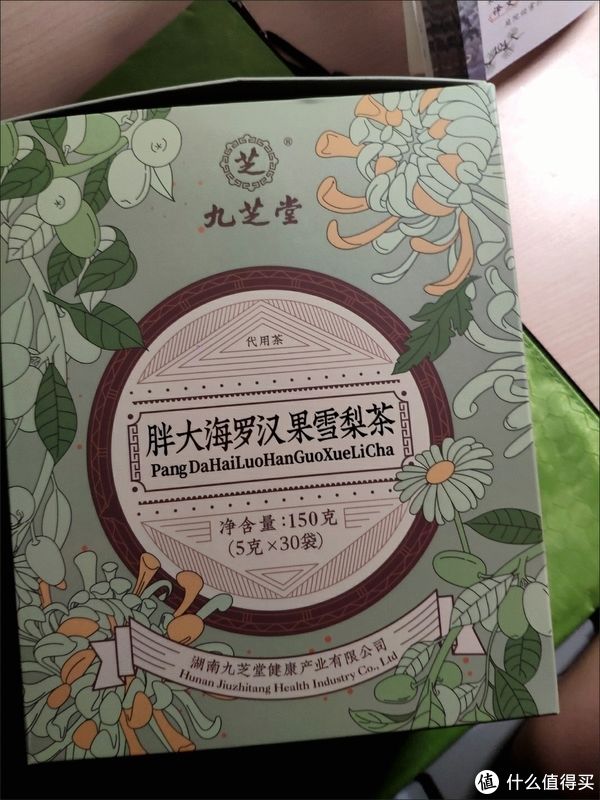 芝
®
九芝堂
代用茶
胖大海罗汉果雪梨茶
PangDaHaiLuoHanGuoXueLiCha
净含量:150克
(5克×30袋)
湖南九芝堂健康产业有限公司
Hunan Jiuzhitang Health Industry Co., Ltd
值 什么值得买